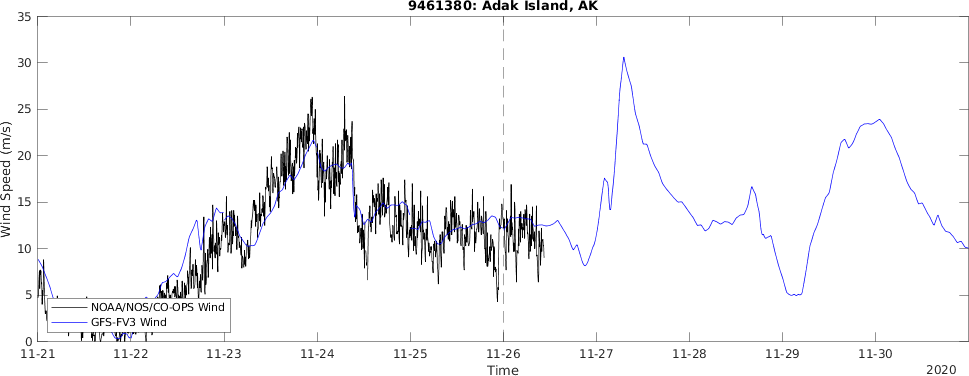 9461380: Adak Island, AK
Wind Speed (m/s)
35
30
25
20
15
10
5
0
NOAA/NOS/CO-OPS Wind
GFS-FV3 Wind
11-21 11-22 11-23 11-24 11-25 11-26 11-27 11-28 11-29 11-30
Time
2020